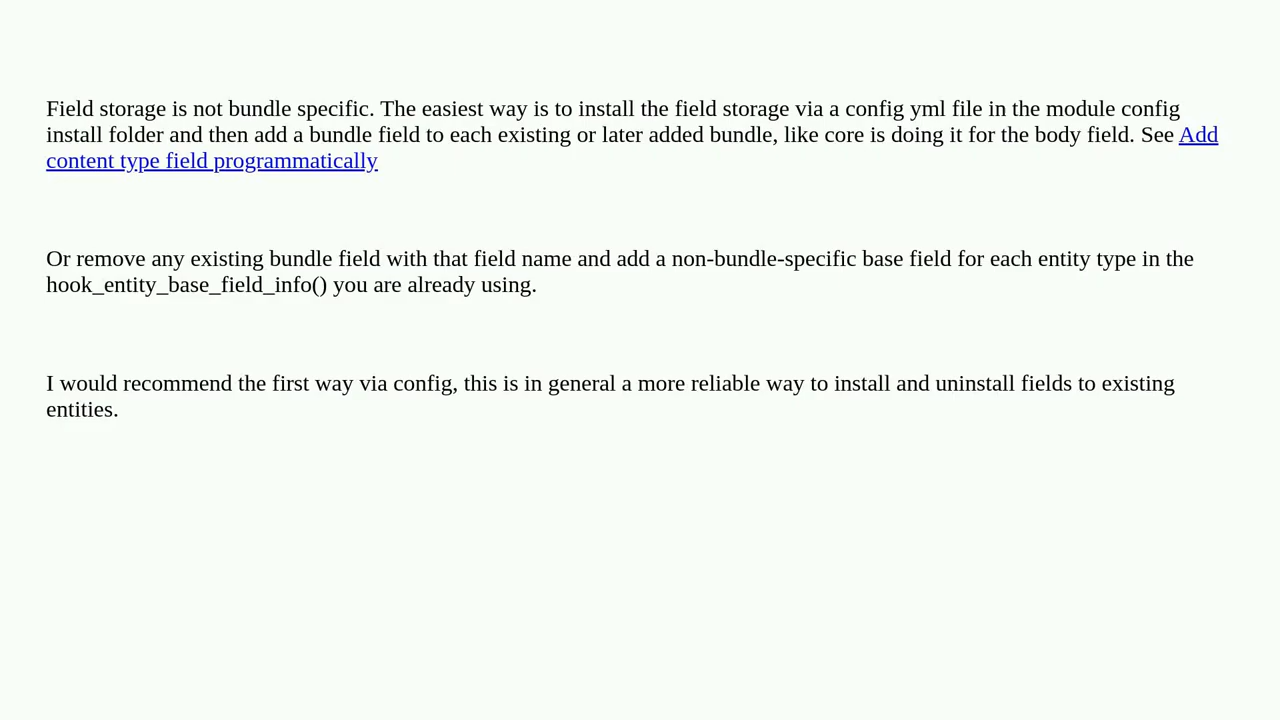 Field storage is not bundle specific. The easiest way is to install the field storage via a config yml file in the module config
install folder and then add a bundle field to each existing or later added bundle, like core is doing it for the body field. See Add
content type field programmatically
Or remove any existing bundle field with that field name and add a non-bundle-specific base field for each entity type in the
hook_entity_base_field_info() you are already using.
I would recommend the first way via config, this is in general a more reliable way to install and uninstall fields to existing
entities.